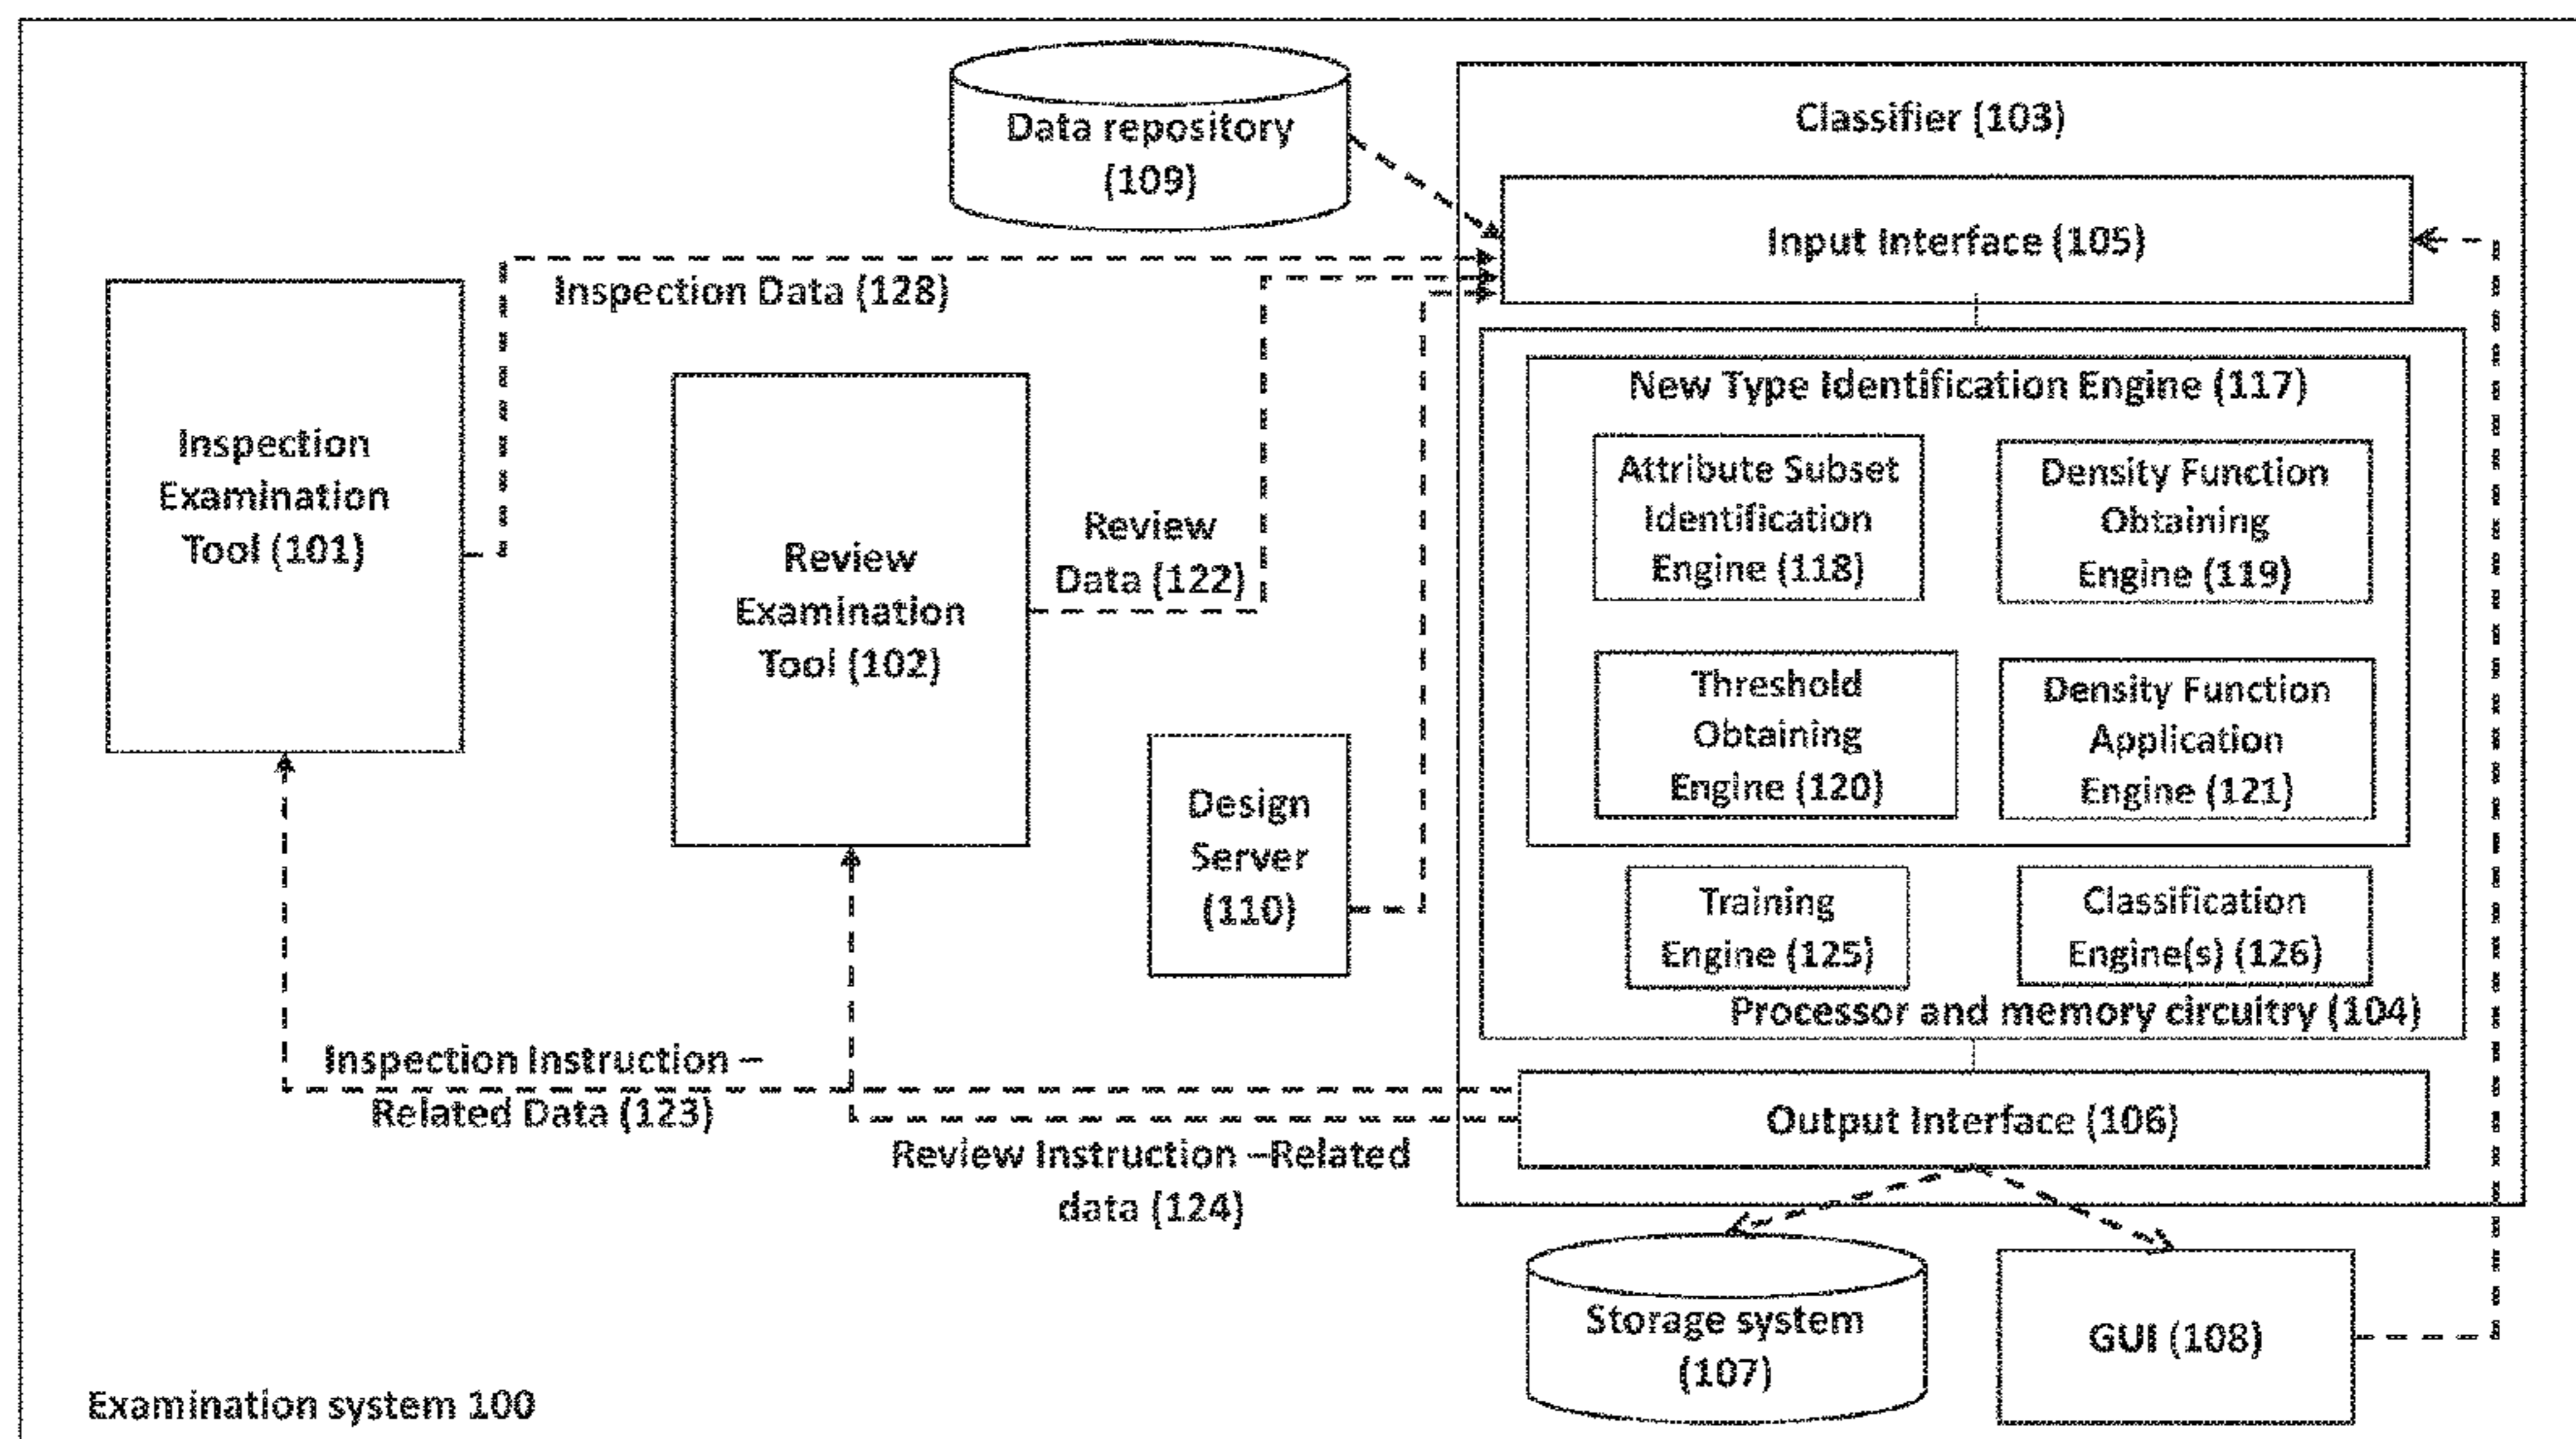 Data repository
(109)
Classifier (103)
Input Interface (105)
Inspection Data (128)
Inspection
Examination
Tool (101)
Review
Examination
Tool (102)
Review
Data (122)
Design
Server
(110)
New Type Identification Engine (117)
Attribute Subset
Identification
Engine (118)
Density Function
Obtaining
Engine (119)
Threshold
Obtaining
Engine (120)
Density Function
Application
Engine (121)
Training
Engine (125)
Classification
Engine(s) (126)
Processor and memory circuitry (104)
Inspection Instruction –
Related Data (123)
Output Interface (106)
Review Instruction –Related
data (124)
Storage system
(107)
GUI (108)
Examination system 100